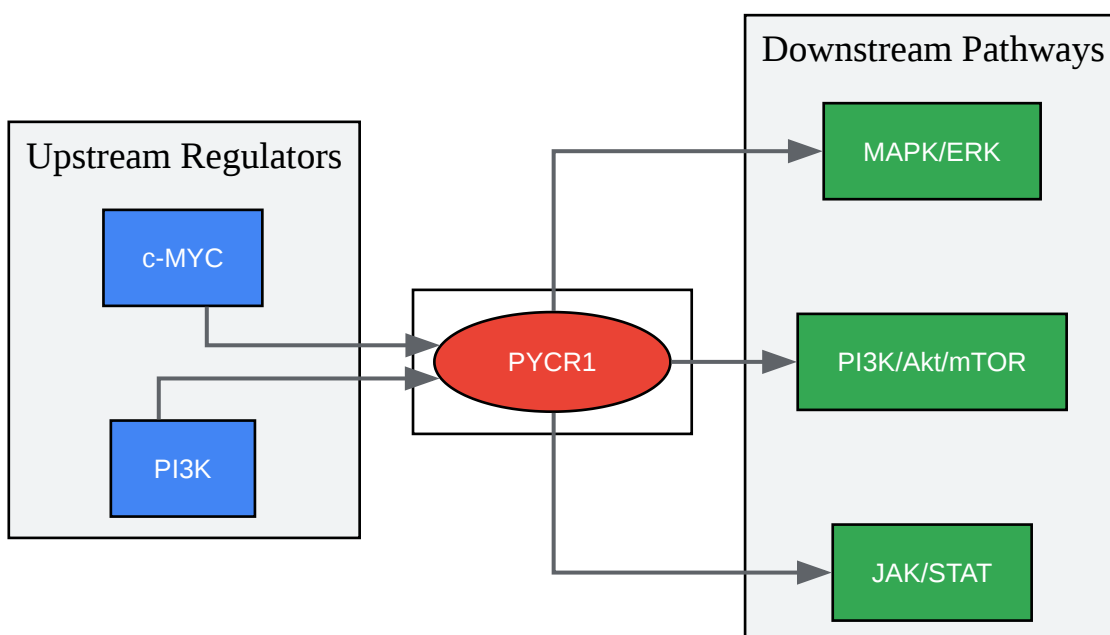 Upstream Regulators
c-MYC
PI3K
PYCR1
Downstream Pathways
MAPK/ERK
PI3K/Akt/mTOR
JAK/STAT